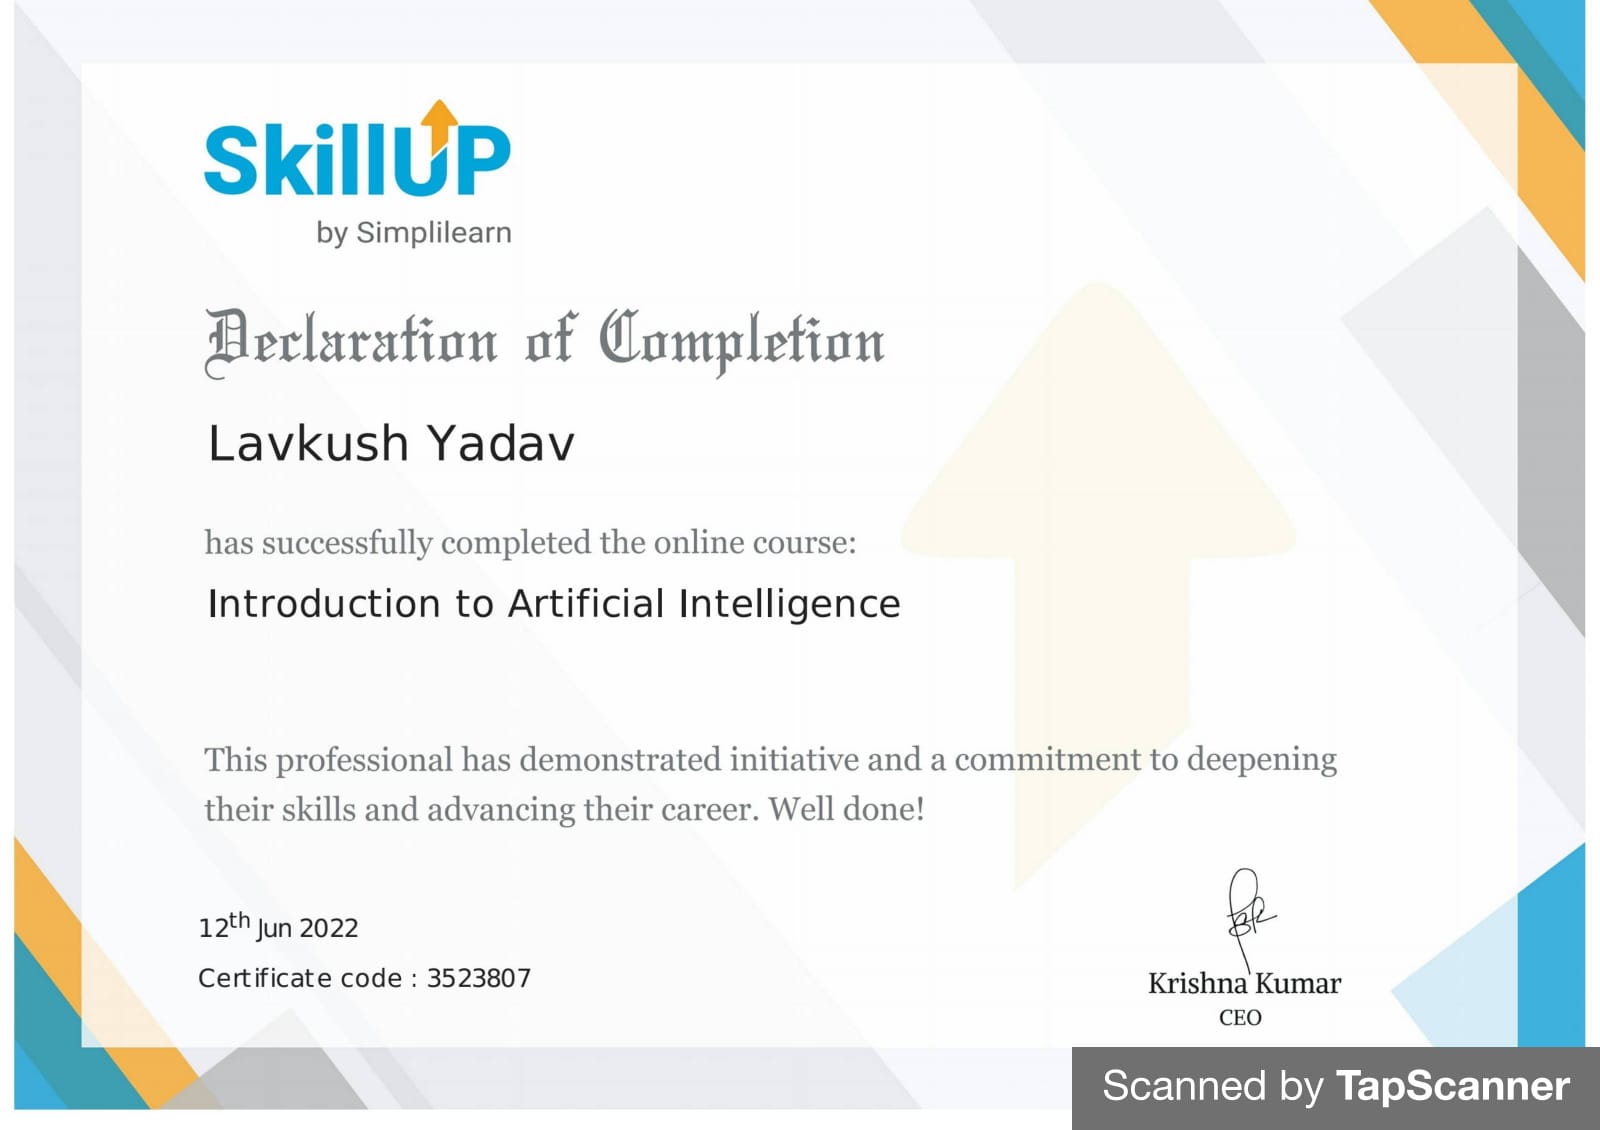 SkillUP
by Simplilearn
Declaration of Completion
Lavkush Yadav
has successfully completed the online course:
Introduction to Artificial Intelligence
This professional has demonstrated initiative and a commitment to deepening
their skills and advancing their career. Well done!
12th Jun 2022
Certificate code : 3523807
Krishna Kumar
CEO
Scanned by TapScanner